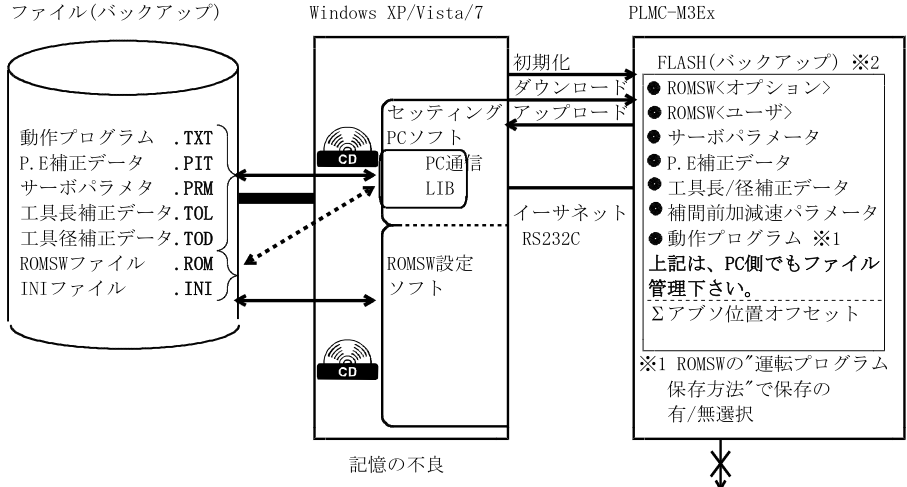 ファイル(バックアップ)
動作プログラム .TXT
P.E補正データ .PIT
サーボパラメタ .PRM
工具長補正データ.TOL
工具径補正データ.TOD
ROMSWファイル .ROM
INIファイル .INI
Windows XP/Vista/7
セッティング
PCソフト
PC通信
LIB
CD
ROMSW設定
ソフト
CD
記憶の不良
初期化
ダウンロード
アップロード
イーサネット
RS232C
PLMC-M3Ex
FLASH(バックアップ) ※2
● ROMSW<オプション>
● ROMSW<ユーザ>
● サーボパラメータ
● P.E補正データ
● 工具長/径補正データ
● 補間前加減速パラメータ
● 動作プログラム ※1
上記は、PC側でもファイル
管理下さい。
Σアブソ位置オフセット
※1 ROMSWの"運転プログラム
保存方法"で保存の
有/無選択